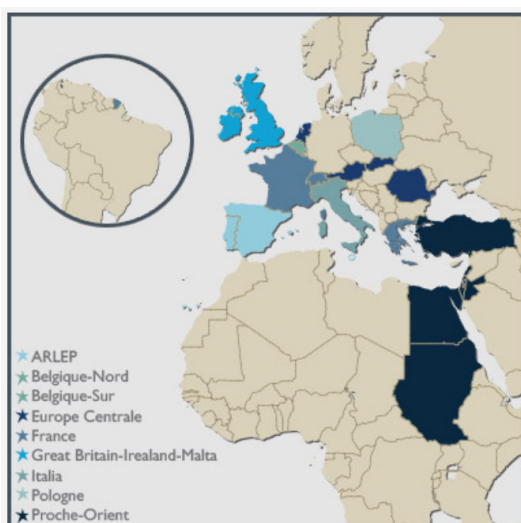 ARLEP
Belgique-Nord
Belgique-Sur
Europe Centrale
France
Great Britain-Irealand-Malta
Italia
Pologne
Proche-Orient